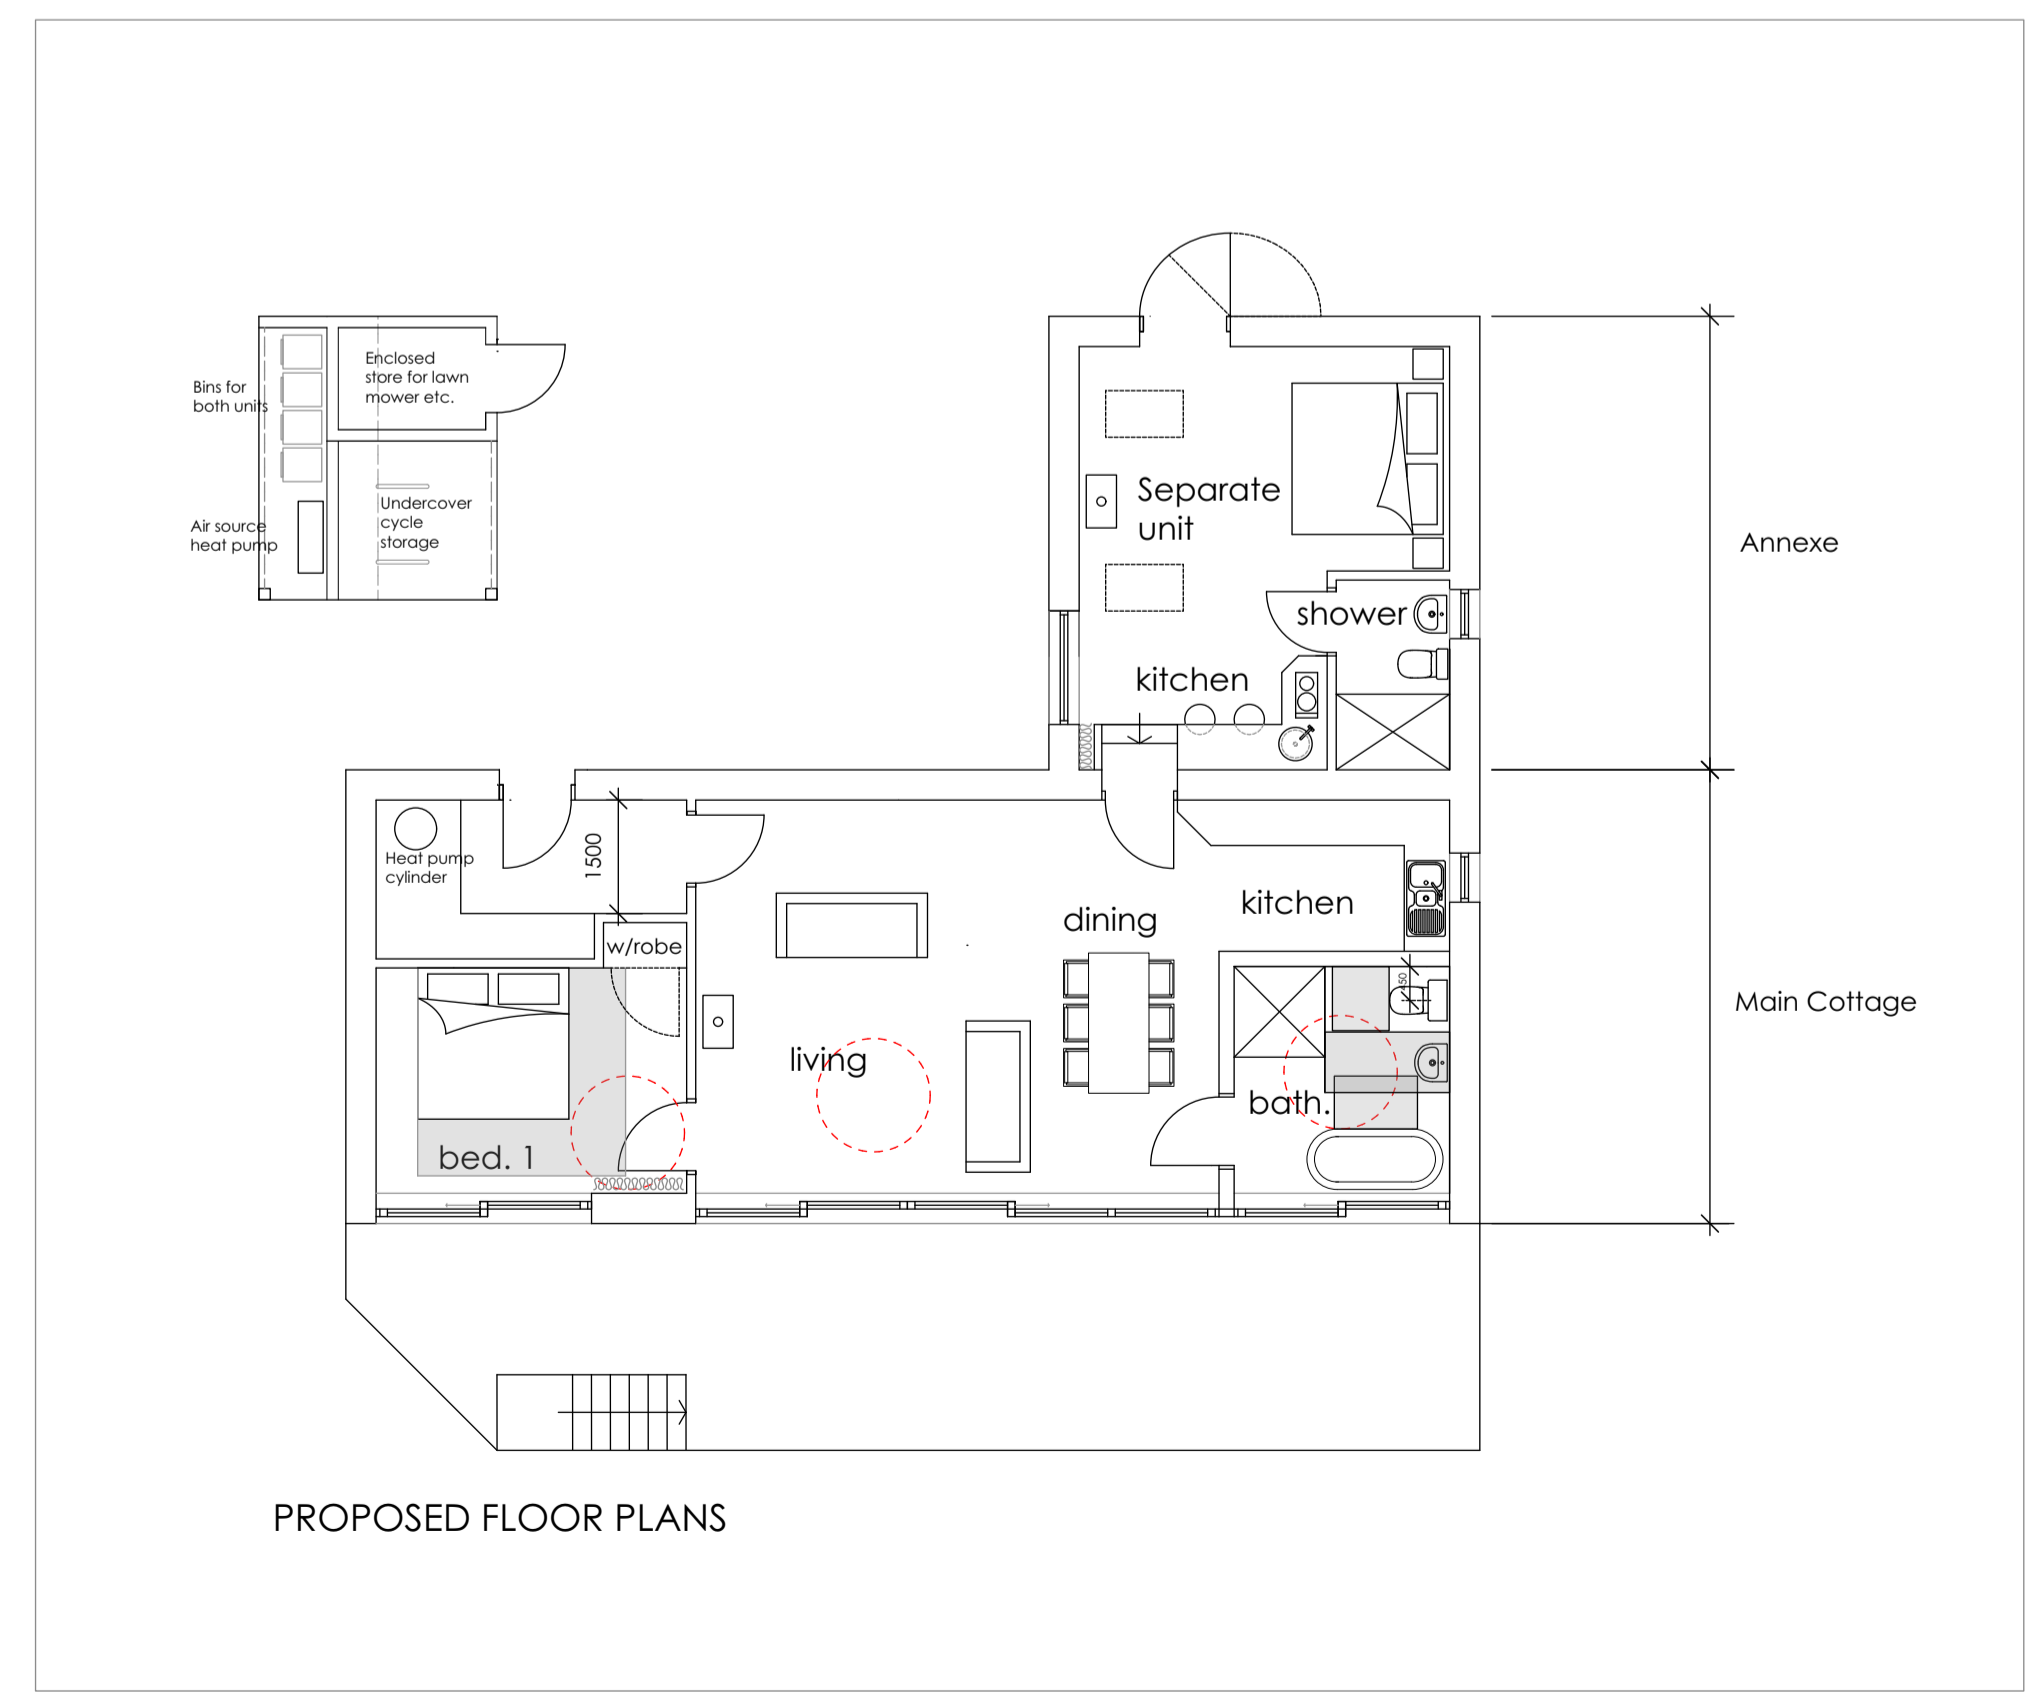 Enclosed
store for lawn
mower etc.
Bins for
both units
Undercover
cycle
storage
Air source
heat pump
Separate
unit
Annexe
shower
kitchen
1500
Heat pump
cylinder
kitchen
dining
w/robe
450
Main Cottage
living
bath.
bed. 1
PROPOSED FLOOR PLANS